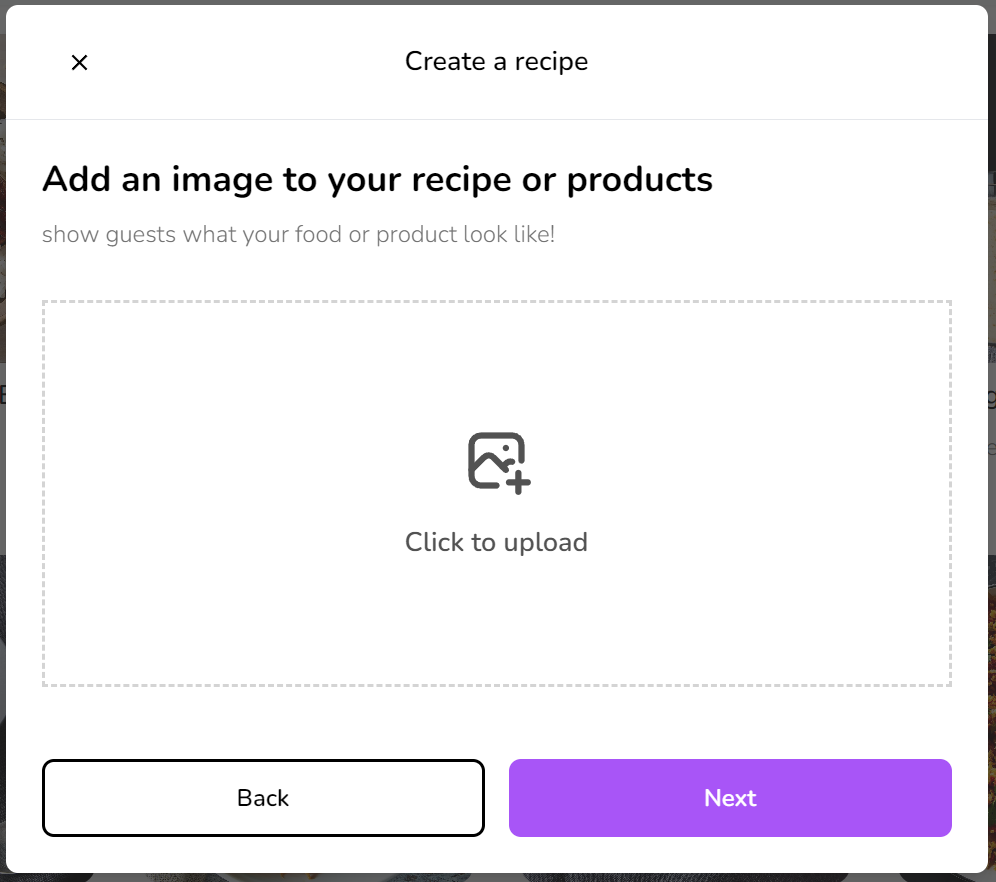 Create a recipe
Add an image to your recipe or products
show guests what your food or product look like!
Click to upload
Back
Next